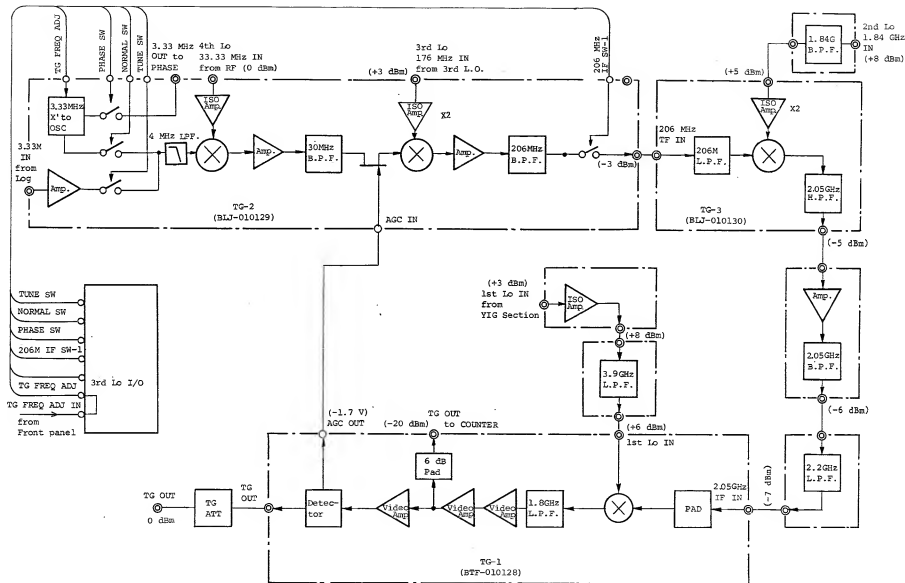 TG FREQ ADJ
PHASE SW
NORMAL SW
TUNE SW
3.33 MHz
OUT to
PHASE
4th Lo
33.33 MHz IN
from RF (0 dBm)
(+3 dBm)
3rd Lo
176 MHz IN
from 3rd L.O.
206 MHz
IF SW-1
1.84G
B.P.F.
2nd Lo
1.84 GHz
IN
(+8 dBm)
(+5 dBm)
3.33MHz
X'to
OSC
4 MHz LPF.
ISO
Amp.
ISO
Amp.
X2
ISO
Amp.
X2
3.33M
IN
from
Log
Amp.
Amp.
30MHz
B.P.F.
Amp.
206MHz
B.P.F.
(-3 dBm)
206 MHz
IF IN
206M
L.P.F.
2.05GHz
H.P.F.
TG-2
(BLJ-010129)
TG-3
(BLJ-010130)
AGC IN
(-5 dBm)
TUNE SW
NORMAL SW
PHASE SW
206M IF SW-1
TG FREQ ADJ
TG FREQ ADJ IN
from
Front panel
3rd Lo I/O
(+3 dBm)
1st Lo IN
from
YIG Section
ISO
Amp.
(+8 dBm)
3.9GHz
L.P.F.
Amp.
2.05GHz
B.P.F.
(-6 dBm)
(-1.7 V)
AGC OUT
TG OUT
(-20 dBm)
to COUNTER
(+6 dBm)
1st Lo IN
2.2GHz
L.P.F.
6 dB
Pad
2.05GHz
IF IN
(-7 dBm)
TG OUT
0 dBm
TG
ATT
TG
OUT
Detec-
tor
Video
Amp
Video
Amp
Video
Amp
1.8GHz
L.P.F.
PAD
TG-1
(BTF-010128)